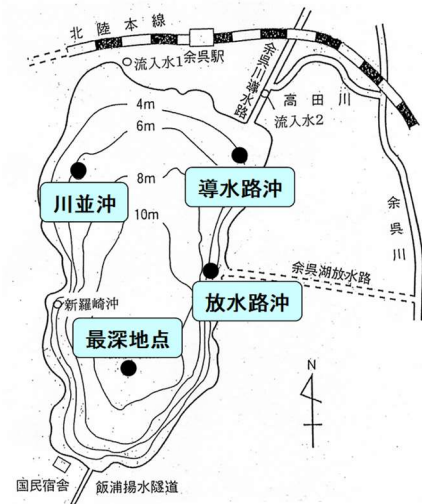 北陸本線
余呉駅
流入水1
余呉川導水路
高田川
流入水2
4m
6m
8m
10m
川並沖
導水路沖
余呉川
余呉湖放水路
放水路沖
新羅崎沖
最深地点
N
国民宿舎
飯浦揚水隧道